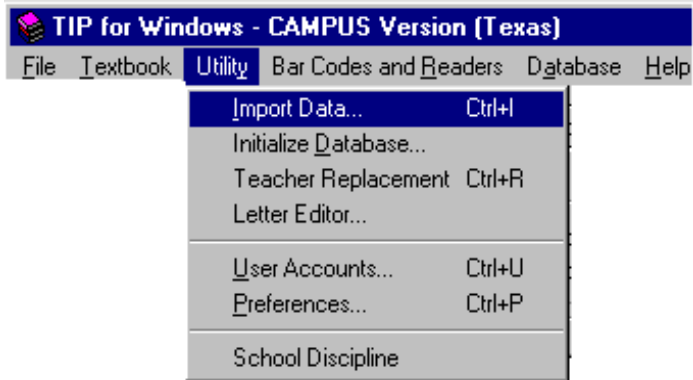 TIP for Windows - CAMPUS Version (Texas)
File Textbook Utility Bar Codes and Readers Database Help
Import Data... Ctrl+I
Initialize Database...
Teacher Replacement Ctrl+R
Letter Editor...
User Accounts... Ctrl+U
Preferences... Ctrl+P
School Discipline